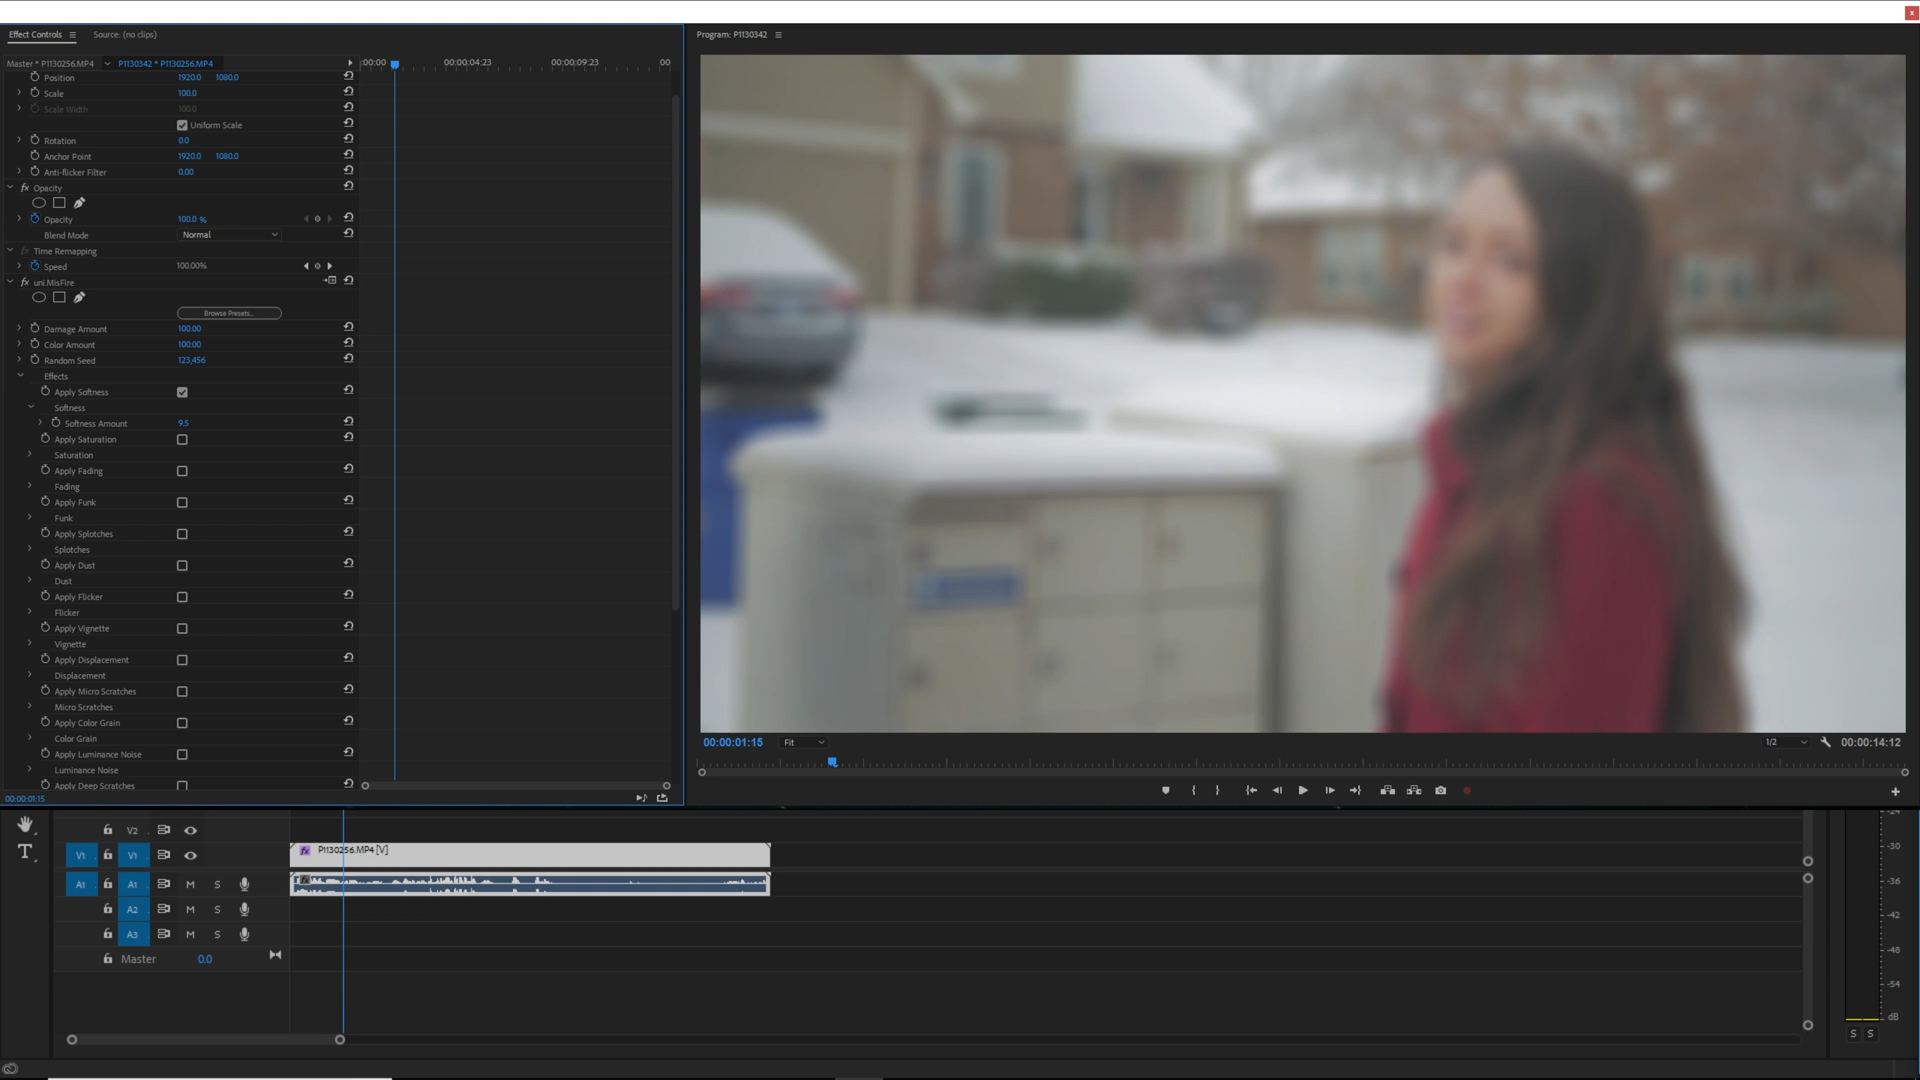 Effect Controls Source: (no clips)
Program: P1130342
Master * P1130256.MP4 P1130342 * P1130256.MP4
:00:00 00:00:04:23 00:00:09:23 00
Position 1920.0 1080.0
Scale 100.0
Scale Width 100.0
Uniform Scale
Rotation 0.0
Anchor Point 1920.0 1080.0
Anti-flicker Filter 0.00
fx Opacity
Opacity 100.0 %
Blend Mode Normal
fx Time Remapping
Speed 100.00%
fx uni.MisFire
Browse Presets...
Damage Amount 100.00
Color Amount 100.00
Random Seed 123,456
Effects
Apply Softness
Softness
Softness Amount 9.5
Apply Saturation
Saturation
Apply Fading
Fading
Apply Funk
Funk
Apply Splotches
Splotches
Apply Dust
Dust
Apply Flicker
Flicker
Apply Vignette
Vignette
Apply Displacement
Displacement
Apply Micro Scratches
Micro Scratches
Apply Color Grain
Color Grain
Apply Luminance Noise
Luminance Noise
Apply Deep Scratches
00:00:01:15
00:00:01:15 Fit 1/2 00:00:14:12
V2
V1 V1 fx P1130256.MP4 [V]
A1 A1 M S
A2 M S
A3 M S
Master 0.0
T
-24
-30
-36
-42
-48
-54
dB
S S